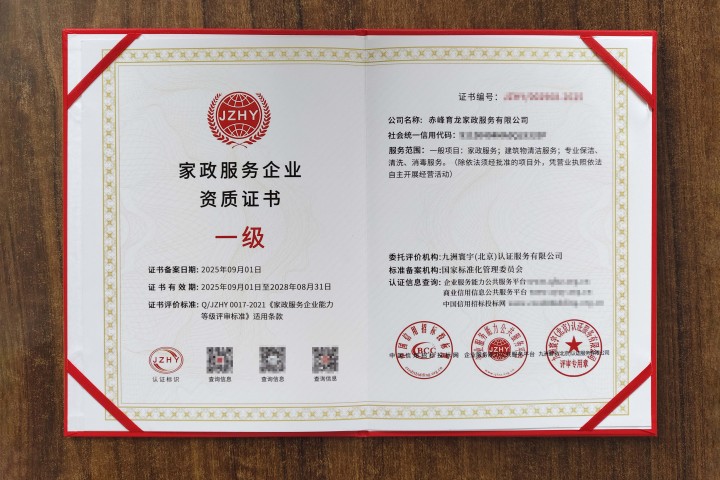 JZHY
家政服务企业
资质证书
一级
证书备案日期: 2025年09月01日
证书有效期: 2025年09月01日至2028年08月31日
证书评价标准: Q/JZHY 0017-2021《家政服务企业能力
等级评审标准》适用条款
JZHY
认证标识
查询信息
查询信息
查询信息
证书编号:
公司名称: 赤峰育龙家政服务有限公司
社会统一信用代码:
服务范围: 一般项目: 家政服务; 建筑物清洁服务; 专业保洁、
清洗、消毒服务。(除依法须经批准的项目外, 凭营业执照依法
自主开展经营活动)
委托评价机构: 九洲寰宇(北京)认证服务有限公司
标准备案机构: 国家标准化管理委员会
认证信息查询: 企业服务能力公共服务平台
商业信用信息公共服务平台
中国信用招标投标网
BCC
JZHY
评审专用章